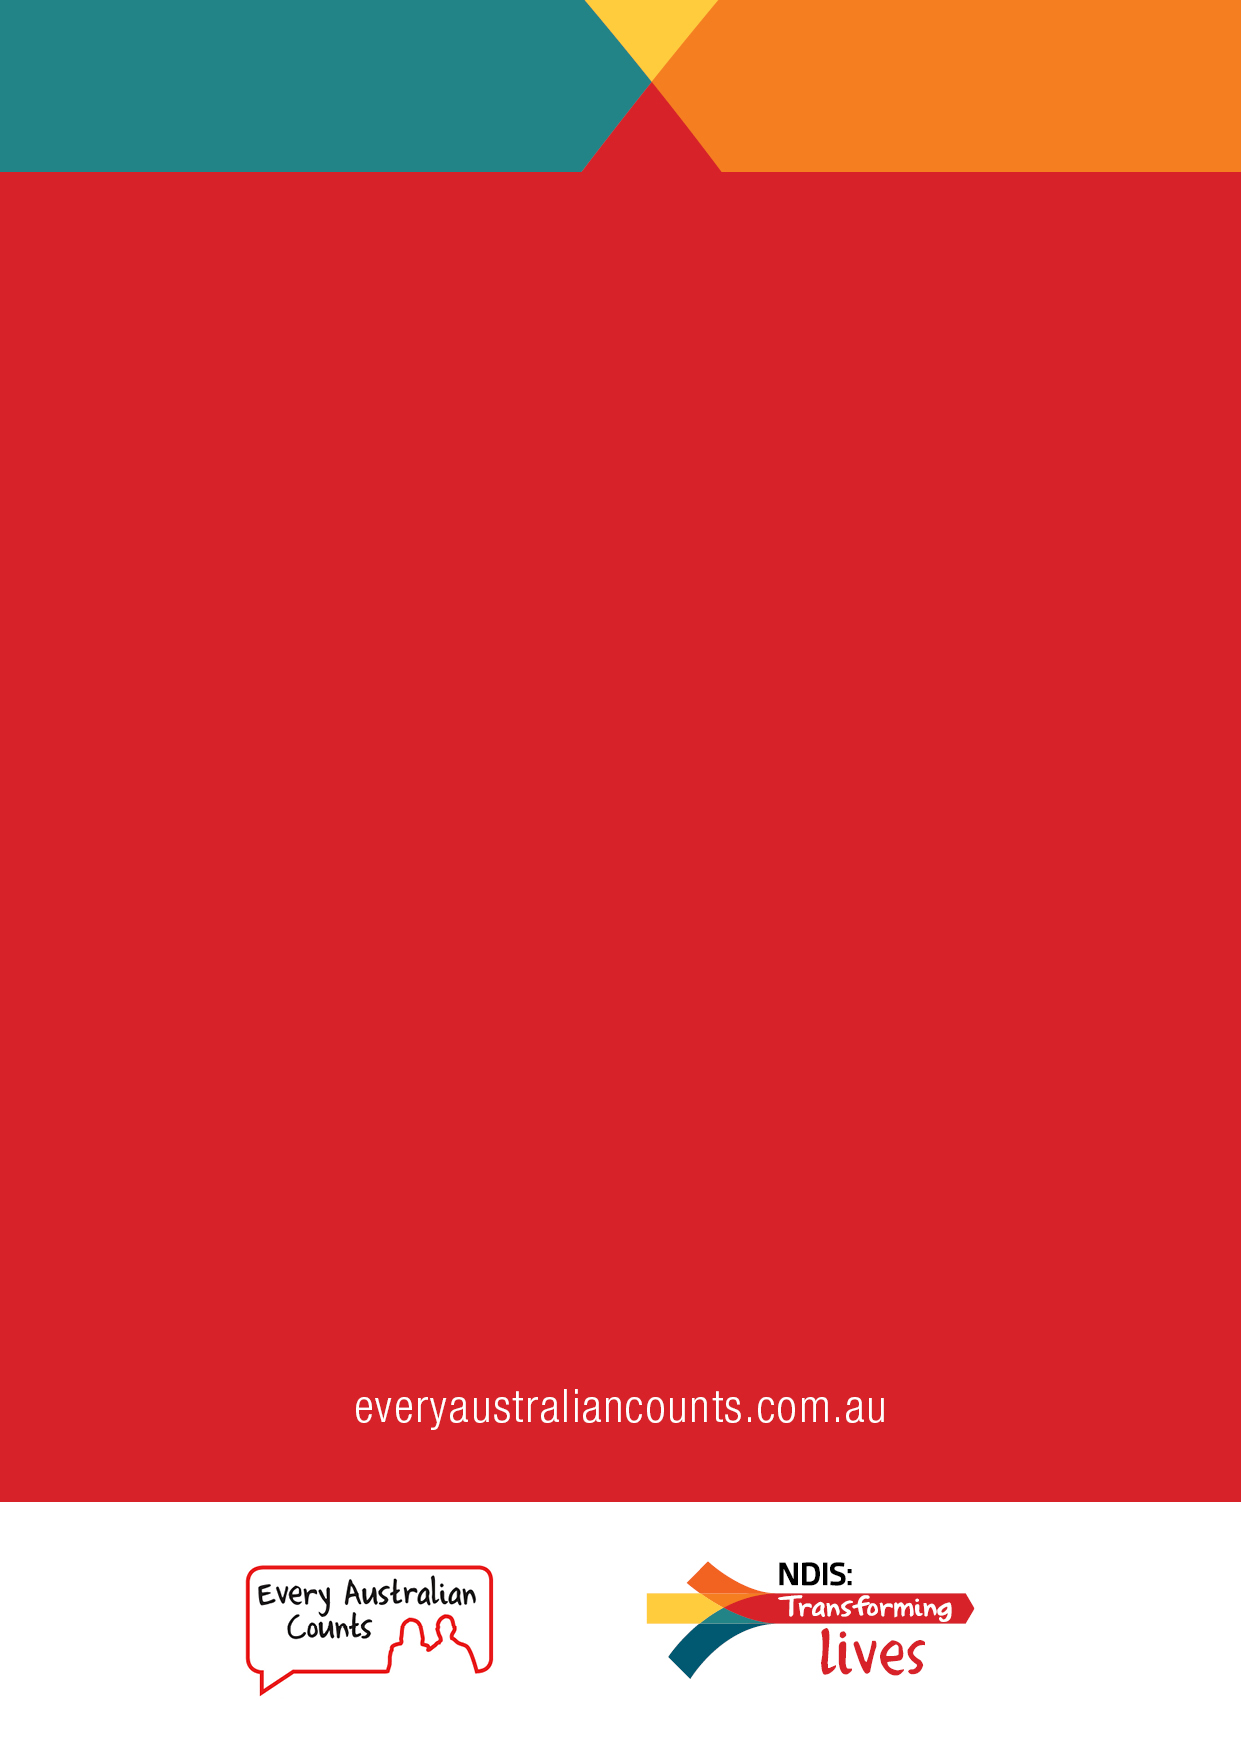 everyaustraliancounts.com.au
Every Australian
Counts
NDIS:
Transforming
lives